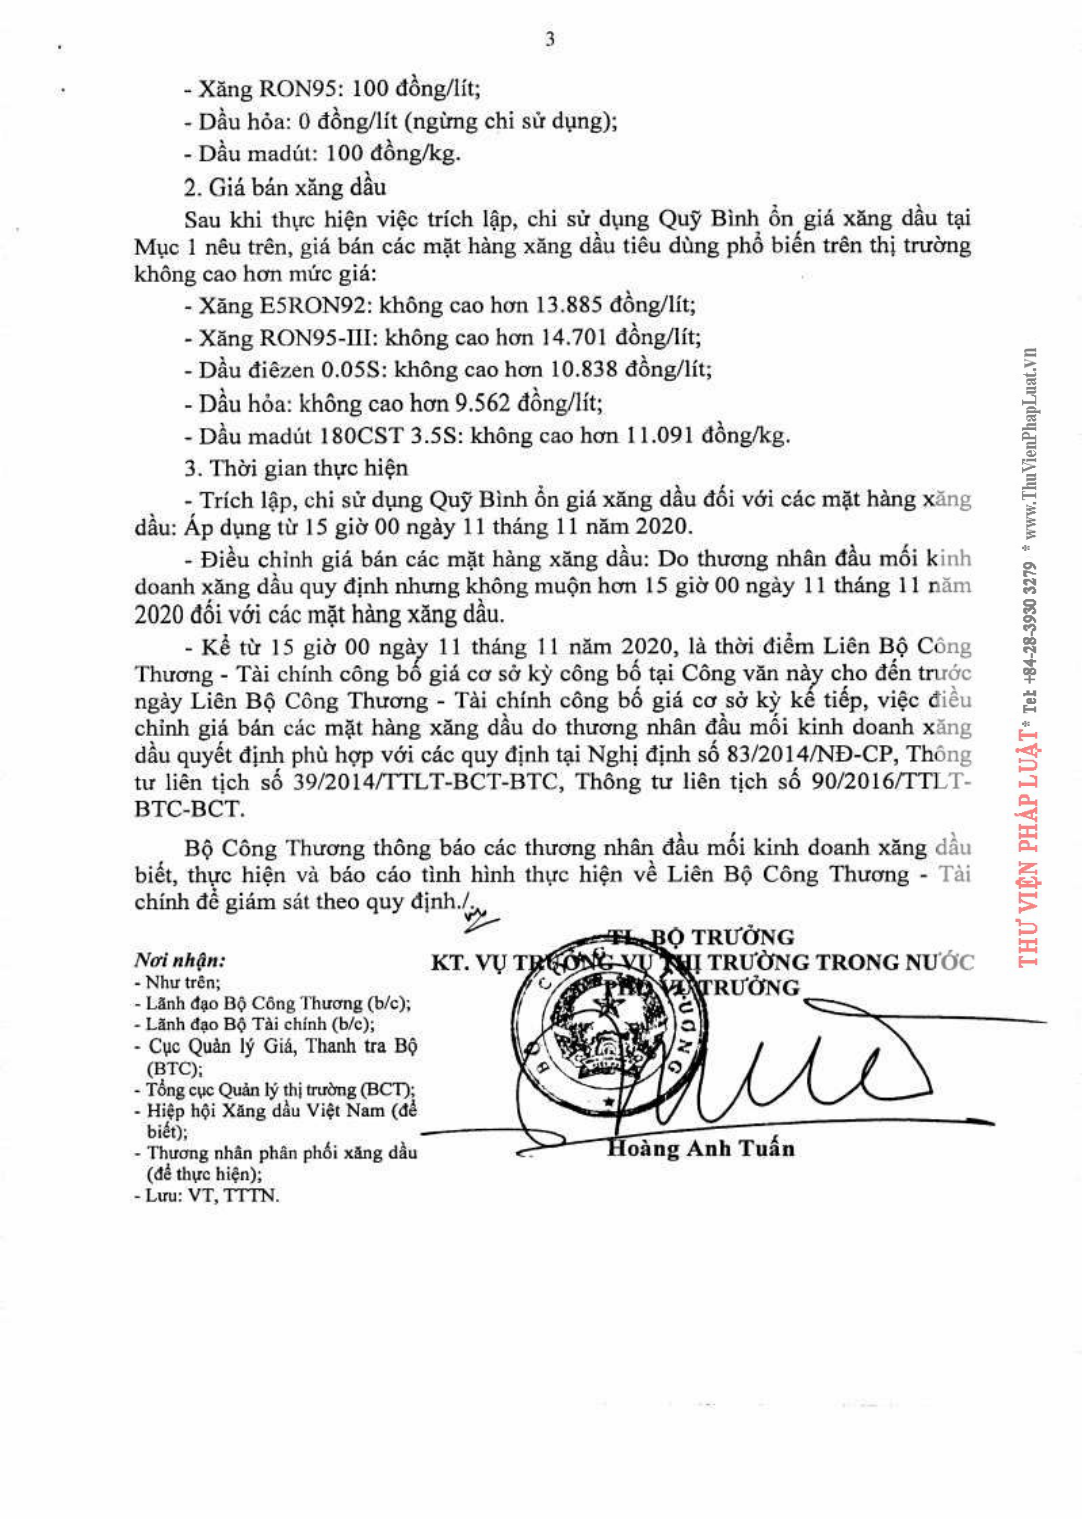 3
- Xăng RON95: 100 đồng/lít;
- Dầu hỏa: 0 đồng/lít (ngừng chi sử dụng);
- Dầu madút: 100 đồng/kg.
2. Giá bán xăng dầu
Sau khi thực hiện việc trích lập, chi sử dụng Quỹ Bình ổn giá xăng dầu tại
Mục 1 nêu trên, giá bán các mặt hàng xăng dầu tiêu dùng phổ biến trên thị trường
không cao hơn mức giá:
- Xăng E5RON92: không cao hơn 13.885 đồng/lít;
- Xăng RON95-III: không cao hơn 14.701 đồng/lít;
- Dầu điêzen 0.05S: không cao hơn 10.838 đồng/lít;
- Dầu hỏa: không cao hơn 9.562 đồng/lít;
- Dầu madút 180CST 3.5S: không cao hơn 11.091 đồng/kg.
3. Thời gian thực hiện
- Trích lập, chi sử dụng Quỹ Bình ổn giá xăng dầu đối với các mặt hàng xăng
dầu: Áp dụng từ 15 giờ 00 ngày 11 tháng 11 năm 2020.
- Điều chỉnh giá bán các mặt hàng xăng dầu: Do thương nhân đầu mối kinh
doanh xăng dầu quy định nhưng không muộn hơn 15 giờ 00 ngày 11 tháng 11 năm
2020 đối với các mặt hàng xăng dầu.
- Kể từ 15 giờ 00 ngày 11 tháng 11 năm 2020, là thời điểm Liên Bộ Công
Thương - Tài chính công bố giá cơ sở kỳ công bố tại Công văn này cho đến trước
ngày Liên Bộ Công Thương - Tài chính công bố giá cơ sở kỳ kế tiếp, việc điều
chỉnh giá bán các mặt hàng xăng dầu do thương nhân đầu mối kinh doanh xăng
dầu quyết định phù hợp với các quy định tại Nghị định số 83/2014/NĐ-CP, Thông
tư liên tịch số 39/2014/TTLT-BCT-BTC, Thông tư liên tịch số 90/2016/TTLT-
BTC-BCT.
Bộ Công Thương thông báo các thương nhân đầu mối kinh doanh xăng dầu
biết, thực hiện và báo cáo tình hình thực hiện về Liên Bộ Công Thương - Tài
chính để giám sát theo quy định./.
TL. BỘ TRƯỞNG
KT. VỤ TRƯỞNG VỤ THỊ TRƯỜNG TRONG NƯỚC
PHÓ VỤ TRƯỞNG
BỘ CÔNG THƯƠNG
Hoàng Anh Tuấn
Nơi nhận:
- Như trên;
- Lãnh đạo Bộ Công Thương (b/c);
- Lãnh đạo Bộ Tài chính (b/c);
- Cục Quản lý Giá, Thanh tra Bộ
(BTC);
- Tổng cục Quản lý thị trường (BCT);
- Hiệp hội Xăng dầu Việt Nam (để
biết);
- Thương nhân phân phối xăng dầu
(để thực hiện);
- Lưu: VT, TTTN.
THƯ VIỆN PHÁP LUẬT * Tel: +84-28-3930 3279 * www.ThuVienPhapLuat.vn